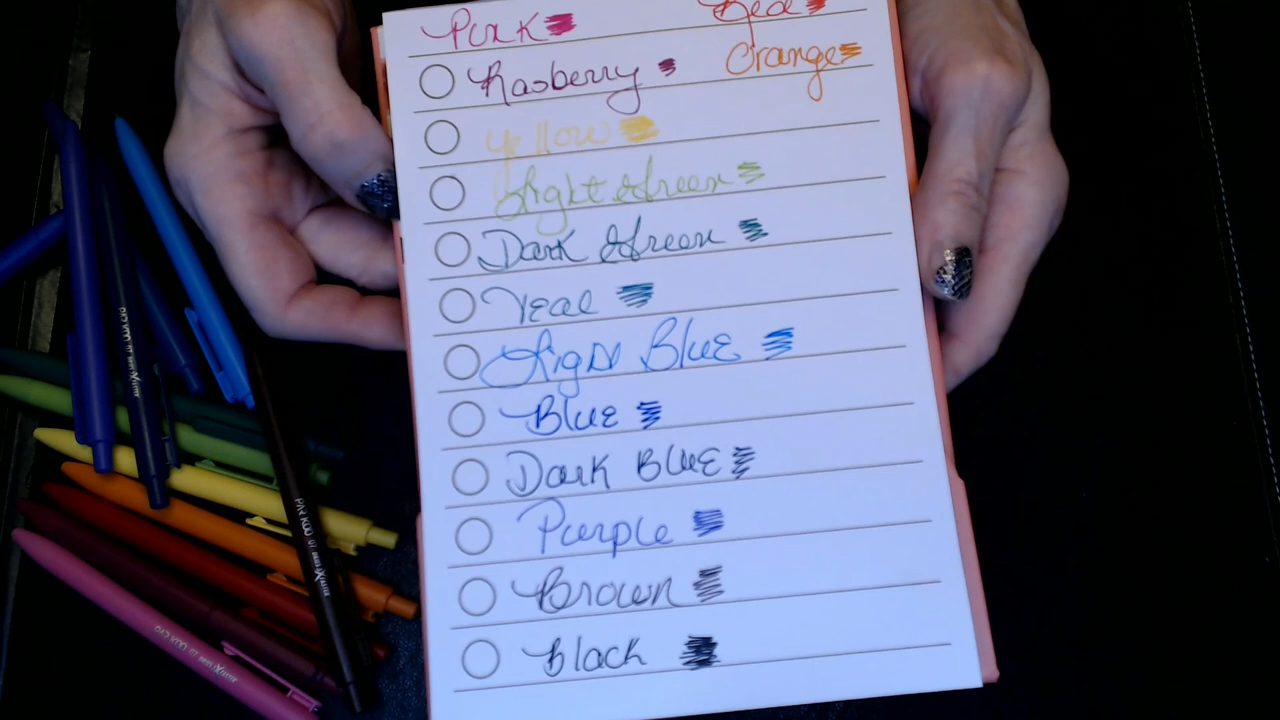 Pink Red
Rasberry Orange
Yellow
Light Green
Dark Green
Teal
Light Blue
Blue
Dark Blue
Purple
Brown
Black